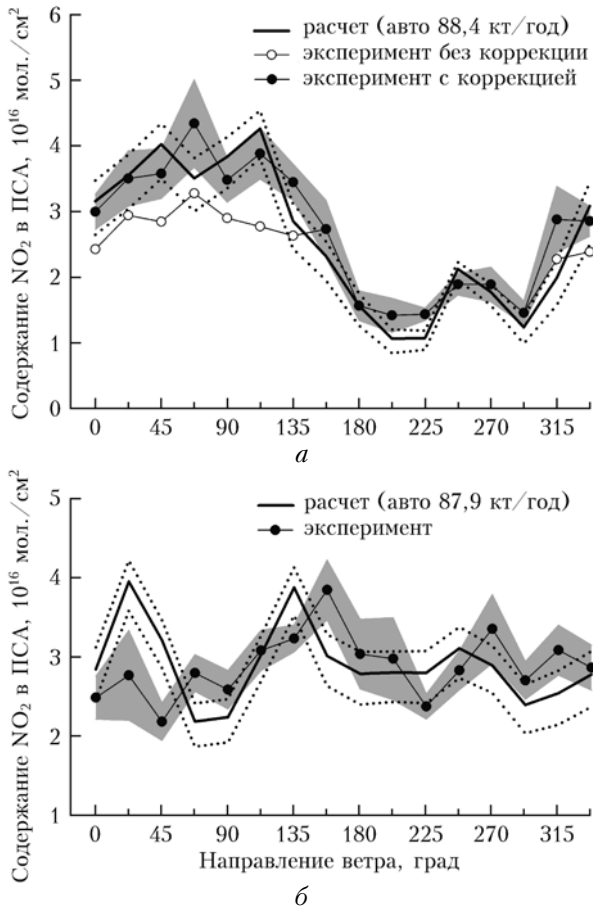 расчет (авто 88,4 кт/год)
эксперимент без коррекции
эксперимент с коррекцией
Содержание NO₂ в ПСА, 10¹⁶ мол./см²
6
5
4
3
2
1
0
0 45 90 135 180 225 270 315
а
расчет (авто 87,9 кт/год)
эксперимент
Содержание NO₂ в ПСА, 10¹⁶ мол./см²
5
4
3
2
1
0 45 90 135 180 225 270 315
Направление ветра, град
б